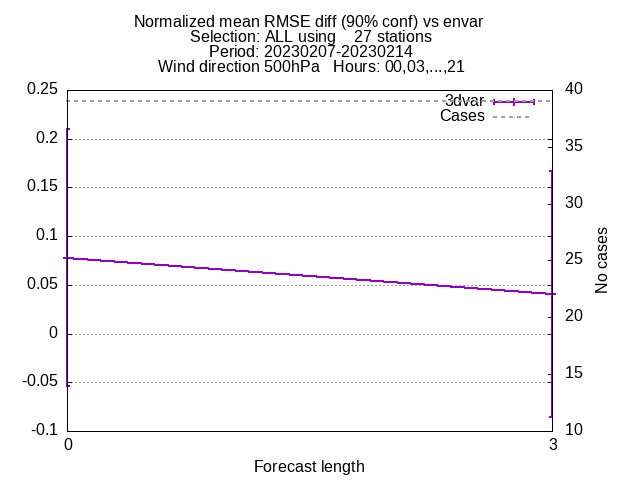 Normalized mean RMSE diff (90% conf) vs envar
Selection: ALL using    27 stations
Period: 20230207-20230214
Wind direction 500hPa   Hours: 00,03,...,21
3dvar
Cases
0.25
0.2
0.15
0.1
0.05
0
-0.05
-0.1
40
35
30
25
20
15
10
No cases
0
3
Forecast length